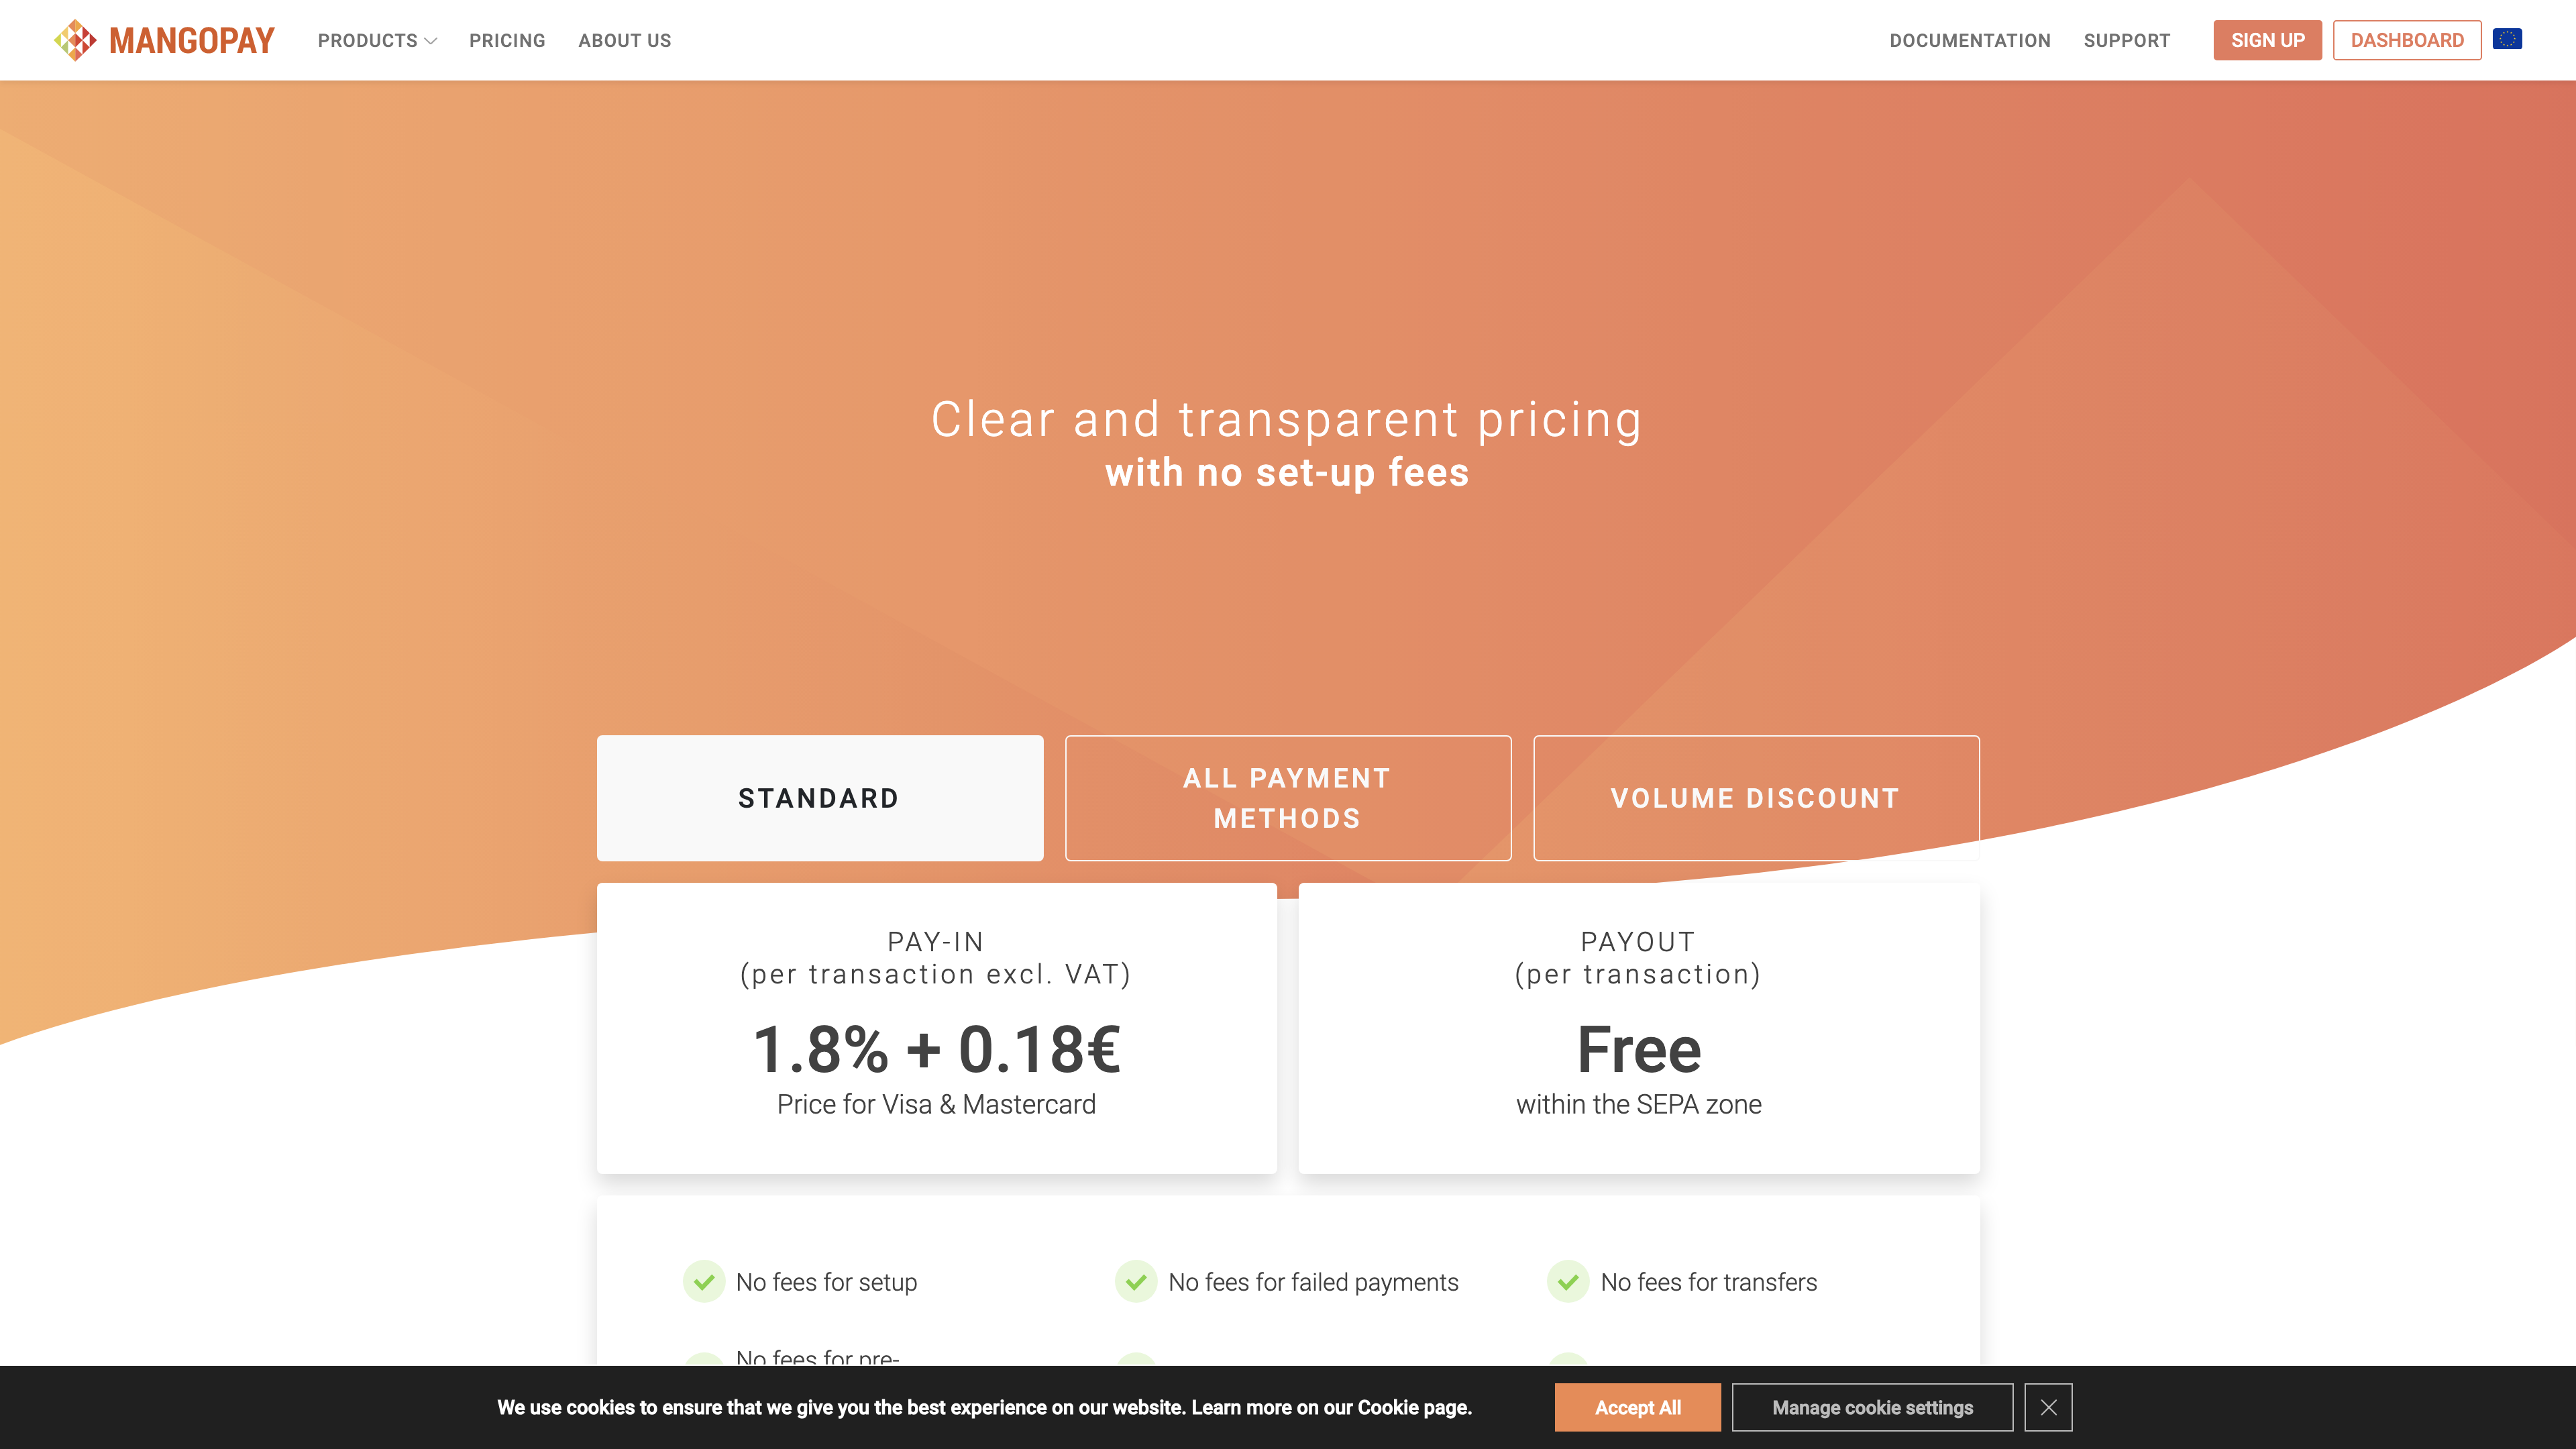 MANGOPAY
PRODUCTS
PRICING
ABOUT US
DOCUMENTATION
SUPPORT
SIGN UP
DASHBOARD
Clear and transparent pricing
with no set-up fees
STANDARD
ALL PAYMENT
METHODS
VOLUME DISCOUNT
PAY-IN
(per transaction excl. VAT)
1.8% + 0.18€
Price for Visa & Mastercard
PAYOUT
(per transaction)
Free
within the SEPA zone
No fees for setup
No fees for failed payments
No fees for transfers
No fees for pre-
We use cookies to ensure that we give you the best experience on our website. Learn more on our Cookie page.
Accept All
Manage cookie settings